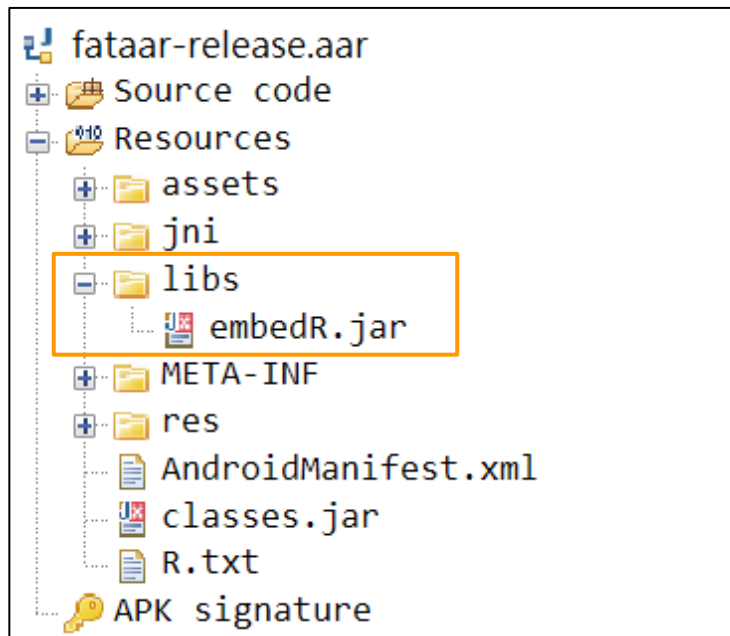 fataar-release.aar
Source code
Resources
assets
jni
libs
embedR.jar
META-INF
res
AndroidManifest.xml
classes.jar
R.txt
APK signature